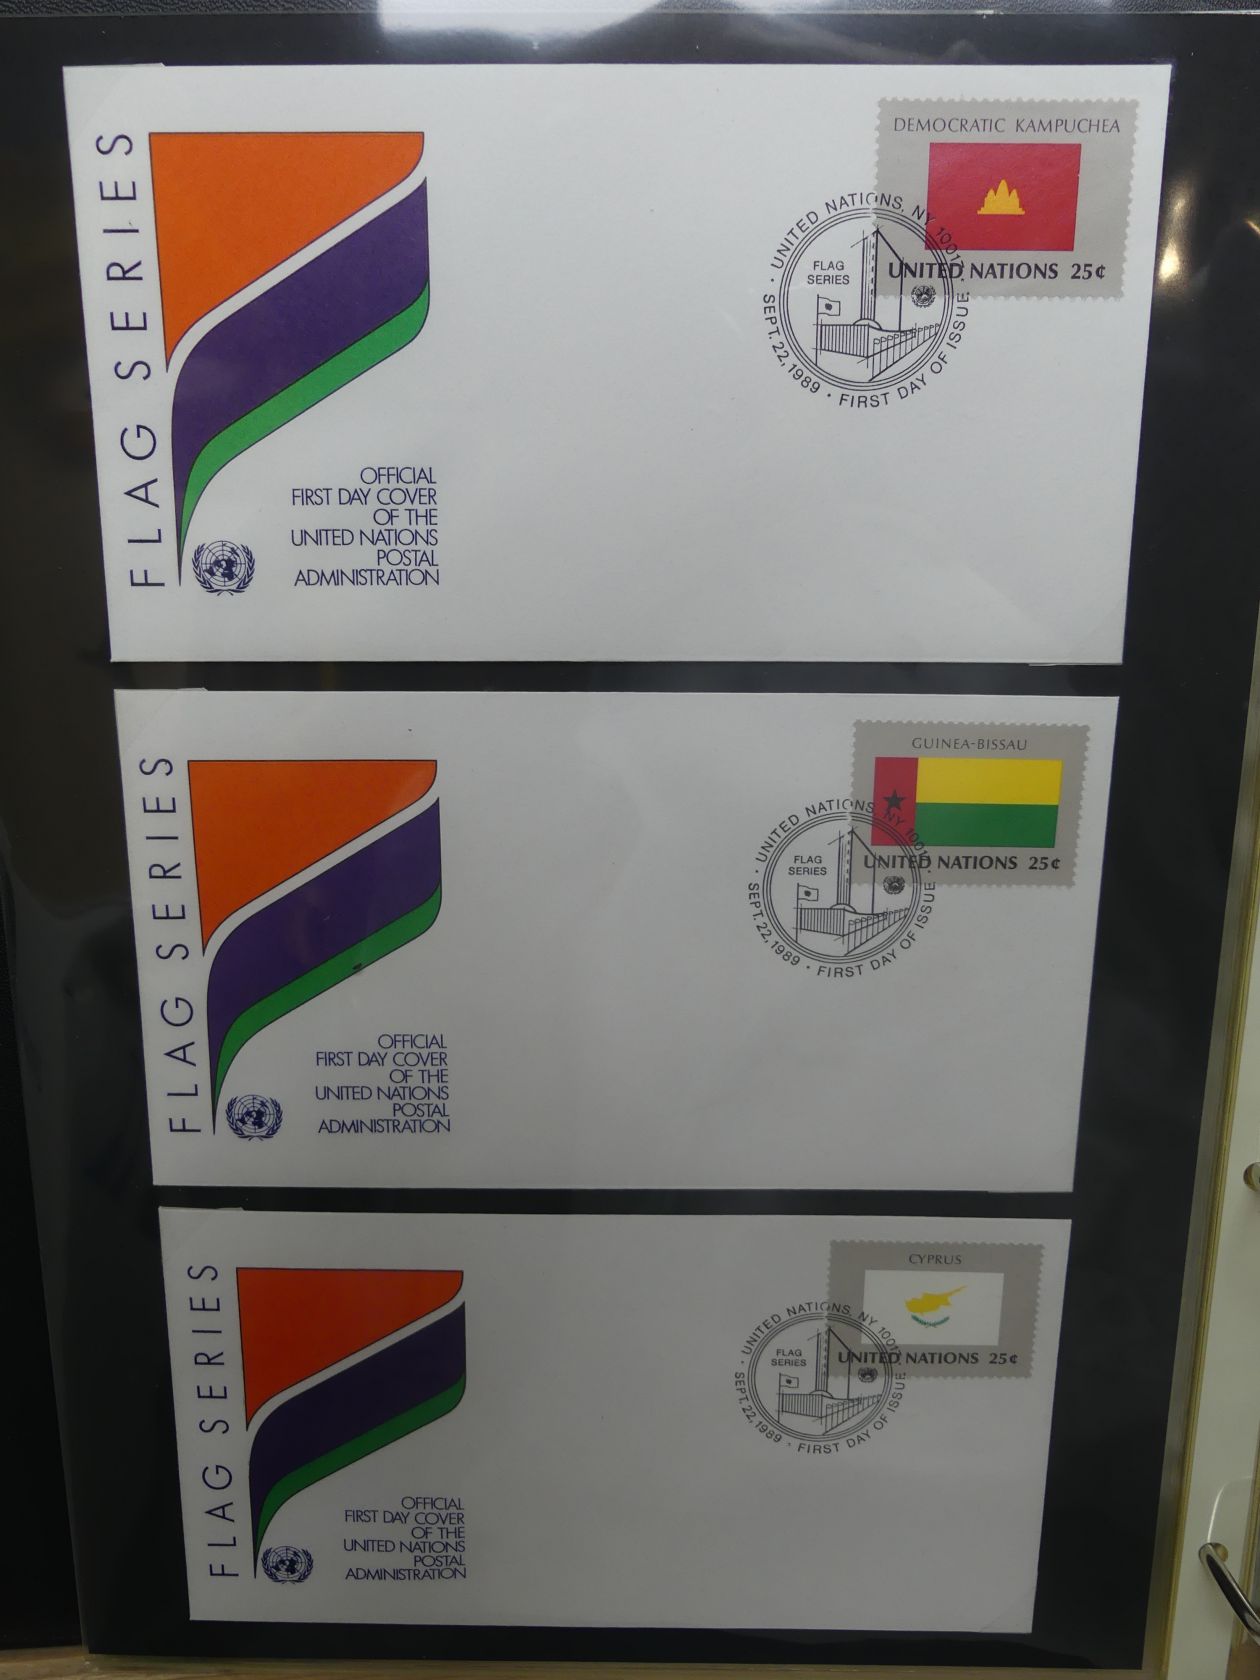 FLAG SERIES
OFFICIAL
FIRST DAY COVER
OF THE
UNITED NATIONS
POSTAL
ADMINISTRATION
DEMOCRATIC KAMPUCHEA
UNITED NATIONS 25¢
UNITED NATIONS, NY 10017 · SEPT. 22, 1989 · FIRST DAY OF ISSUE ·
FLAG
SERIES
FLAG SERIES
OFFICIAL
FIRST DAY COVER
OF THE
UNITED NATIONS
POSTAL
ADMINISTRATION
GUINEA-BISSAU
UNITED NATIONS 25¢
UNITED NATIONS, NY 10017 · SEPT. 22, 1989 · FIRST DAY OF ISSUE ·
FLAG
SERIES
FLAG SERIES
OFFICIAL
FIRST DAY COVER
OF THE
UNITED NATIONS
POSTAL
ADMINISTRATION
CYPRUS
UNITED NATIONS 25¢
UNITED NATIONS, NY 10017 · SEPT. 22, 1989 · FIRST DAY OF ISSUE ·
FLAG
SERIES